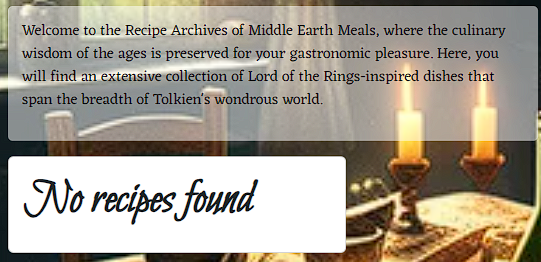 Welcome to the Recipe Archives of Middle Earth Meals, where the culinary
wisdom of the ages is preserved for your gastronomic pleasure. Here, you
will find an extensive collection of Lord of the Rings-inspired dishes that
span the breadth of Tolkien's wondrous world.
No recipes found